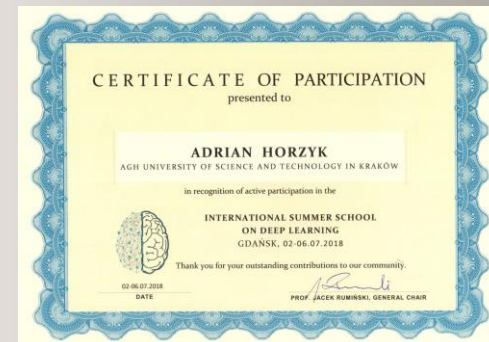 CERTIFICATE OF PARTICIPATION
presented to
ADRIAN HORZYK
AGH UNIVERSITY OF SCIENCE AND TECHNOLOGY IN KRAKÓW
in recognition of active participation in the
INTERNATIONAL SUMMER SCHOOL
ON DEEP LEARNING
GDAŃSK, 02-06.07.2018
Thank you for your outstanding contributions to our community.
02-06.07.2018
DATE
PROF. JACEK RUMIŃSKI, GENERAL CHAIR